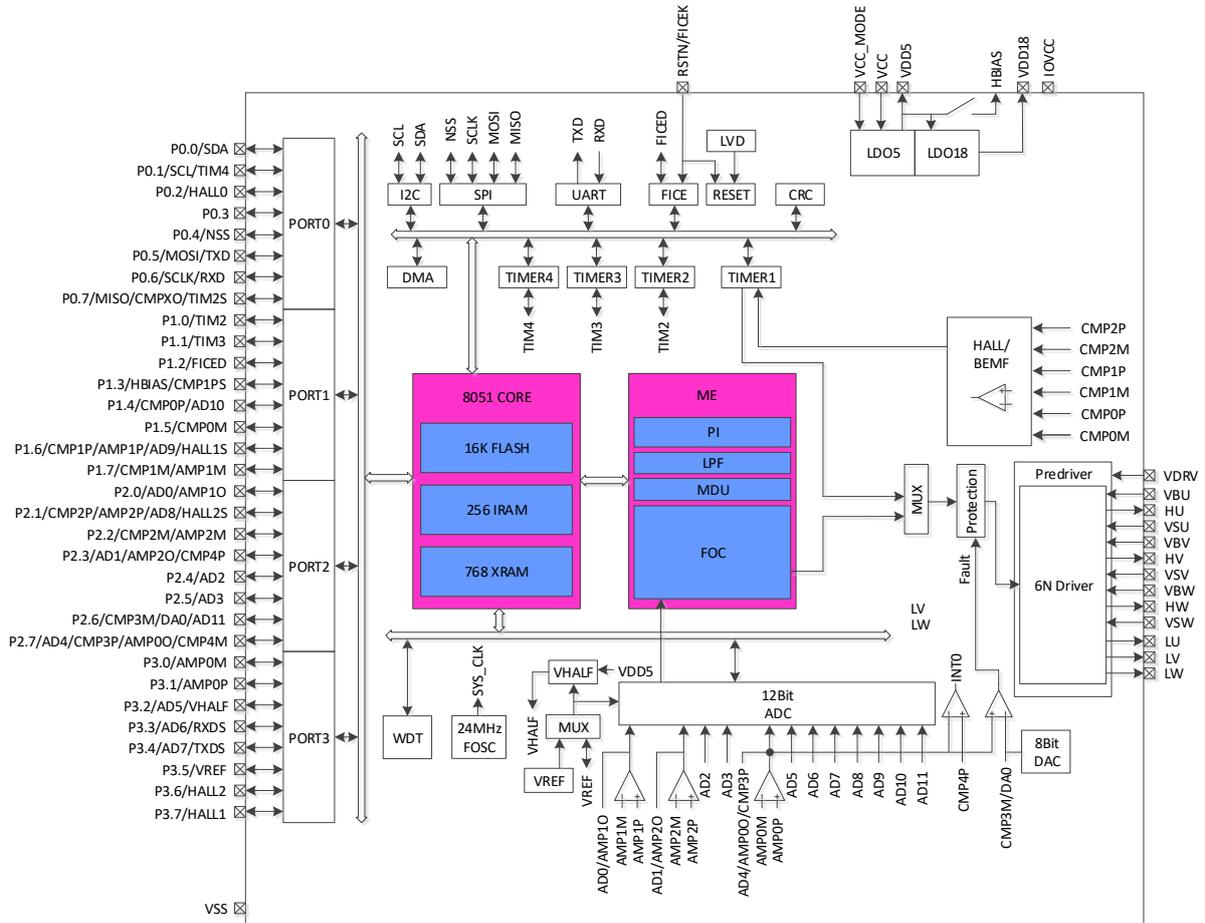 RSTN/FICEK
VCC_MODE
VCC
VDD5
HBIAS
VDD18
IOVCC
P0.0/SDA
P0.1/SCL/TIM4
P0.2/HALL0
P0.3
P0.4/NSS
P0.5/MOSI/TXD
P0.6/SCLK/RXD
P0.7/MISO/CMPXO/TIM2S
P1.0/TIM2
P1.1/TIM3
P1.2/FICED
P1.3/HBIAS/CMP1PS
P1.4/CMP0P/AD10
P1.5/CMP0M
P1.6/CMP1P/AMP1P/AD9/HALL1S
P1.7/CMP1M/AMP1M
P2.0/AD0/AMP1O
P2.1/CMP2P/AMP2P/AD8/HALL2S
P2.2/CMP2M/AMP2M
P2.3/AD1/AMP2O/CMP4P
P2.4/AD2
P2.5/AD3
P2.6/CMP3M/DA0/AD11
P2.7/AD4/CMP3P/AMP0O/CMP4M
P3.0/AMP0M
P3.1/AMP0P
P3.2/AD5/VHALF
P3.3/AD6/RXDS
P3.4/AD7/TXDS
P3.5/VREF
P3.6/HALL2
P3.7/HALL1
VSS
PORT0
PORT1
PORT2
PORT3
SCL
SDA
NSS
SCLK
MOSI
MISO
TXD
RXD
FICED
LVD
I2C
SPI
UART
FICE
RESET
CRC
LDO5
LDO18
DMA
TIMER4
TIMER3
TIMER2
TIMER1
TIM4
TIM3
TIM2
HALL/
BEMF
CMP2P
CMP2M
CMP1P
CMP1M
CMP0P
CMP0M
8051 CORE
16K FLASH
256 IRAM
768 XRAM
ME
PI
LPF
MDU
FOC
MUX
Protection
Fault
Predriver
6N Driver
VDRV
VBU
HU
VSU
VBV
HV
VSV
VBW
HW
VSW
LU
LV
LW
LV
LW
WDT
SYS_CLK
24MHz
FOSC
VHALF
VDD5
VHALF
MUX
VREF
VREF
12Bit
ADC
AD0/AMP1O
AMP1M
AMP1P
AD1/AMP2O
AMP2M
AMP2P
AD2
AD3
AD4/AMP0O/CMP3P
AMP0M
AMP0P
AD5
AD6
AD7
AD8
AD9
AD10
AD11
INT0
CMP4P
CMP3M/DA0
8Bit
DAC